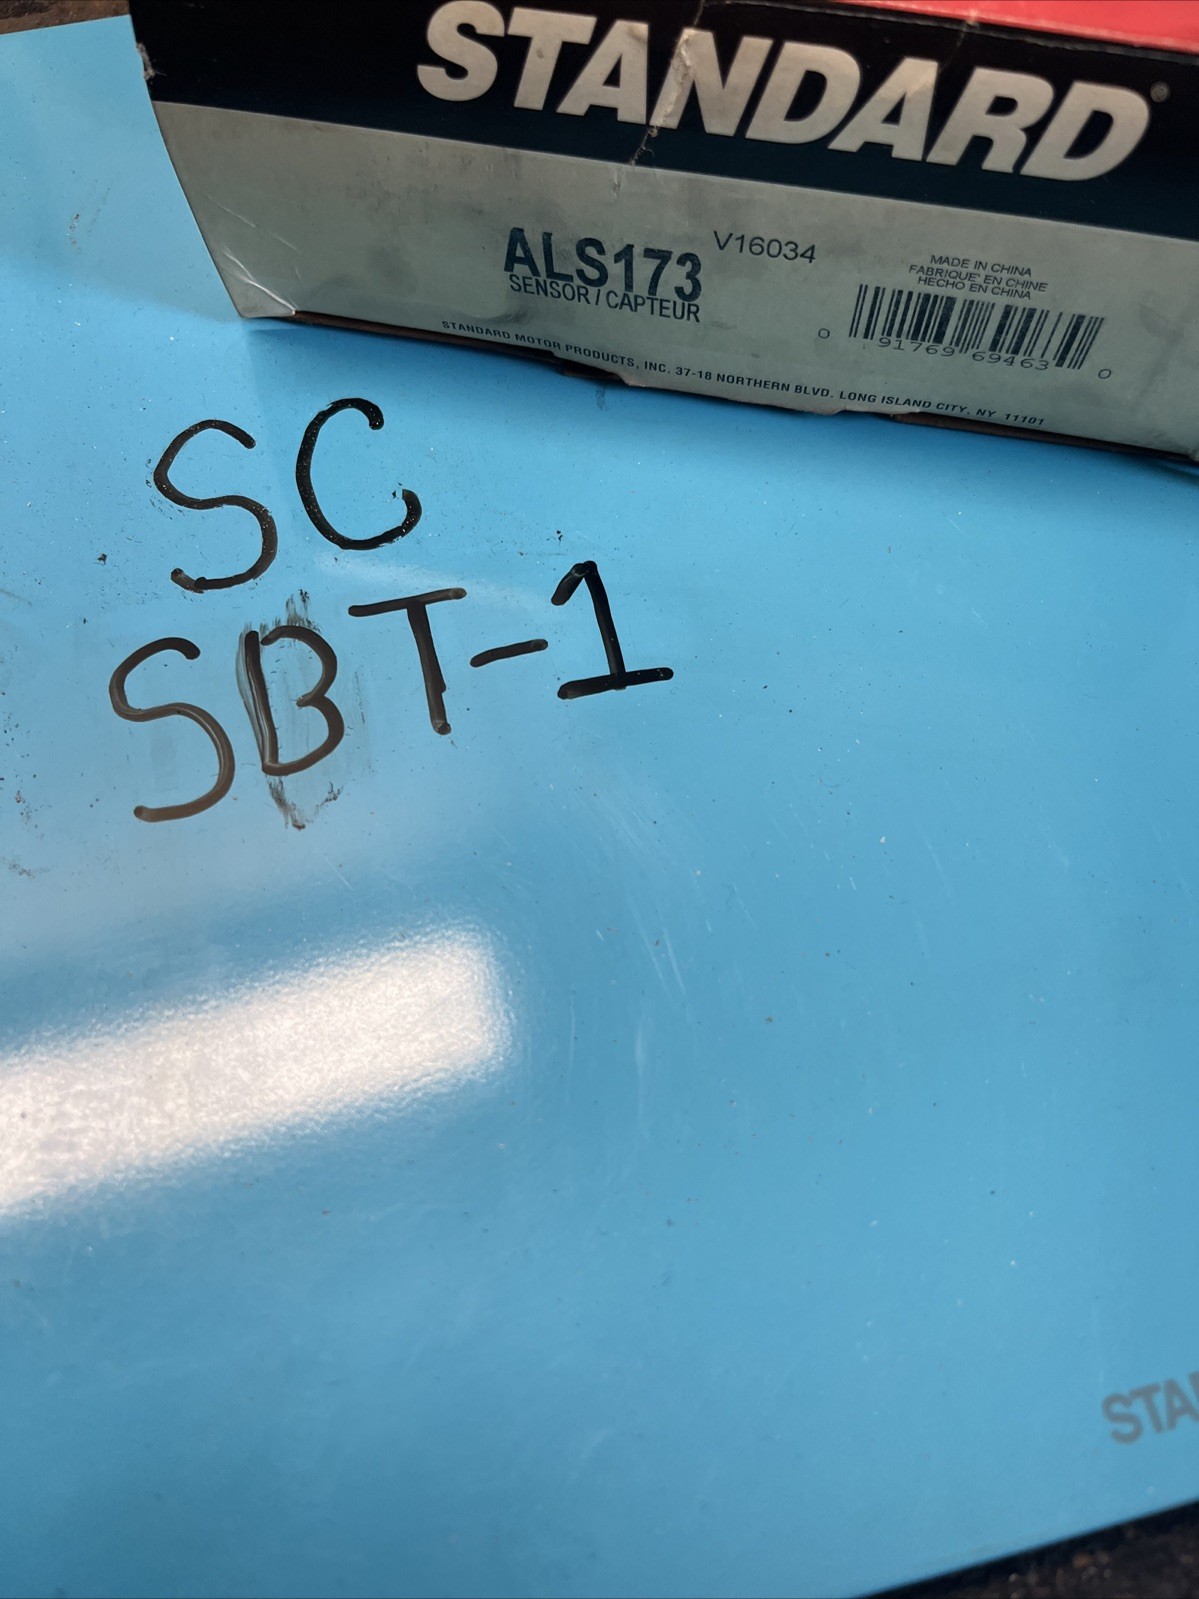 STANDARD®
ALS173 V16034
SENSOR / CAPTEUR
MADE IN CHINA
FABRIQUE' EN CHINE
HECHO EN CHINA
0 91769 69463 0
STANDARD MOTOR PRODUCTS, INC. 37-18 NORTHERN BLVD. LONG ISLAND CITY, NY 11101
SC
SBT-1
STA